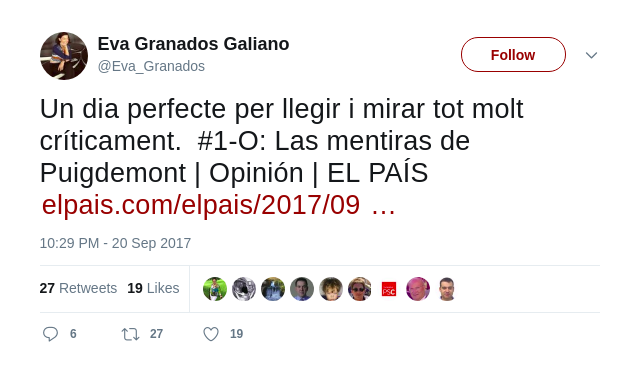 Eva Granados Galiano
@Eva_Granados
Follow
Un dia perfecte per llegir i mirar tot molt
críticament.  #1-O: Las mentiras de
Puigdemont | Opinión | EL PAÍS
elpais.com/elpais/2017/09 …
10:29 PM - 20 Sep 2017
27 Retweets 19 Likes
PSC
6 27 19